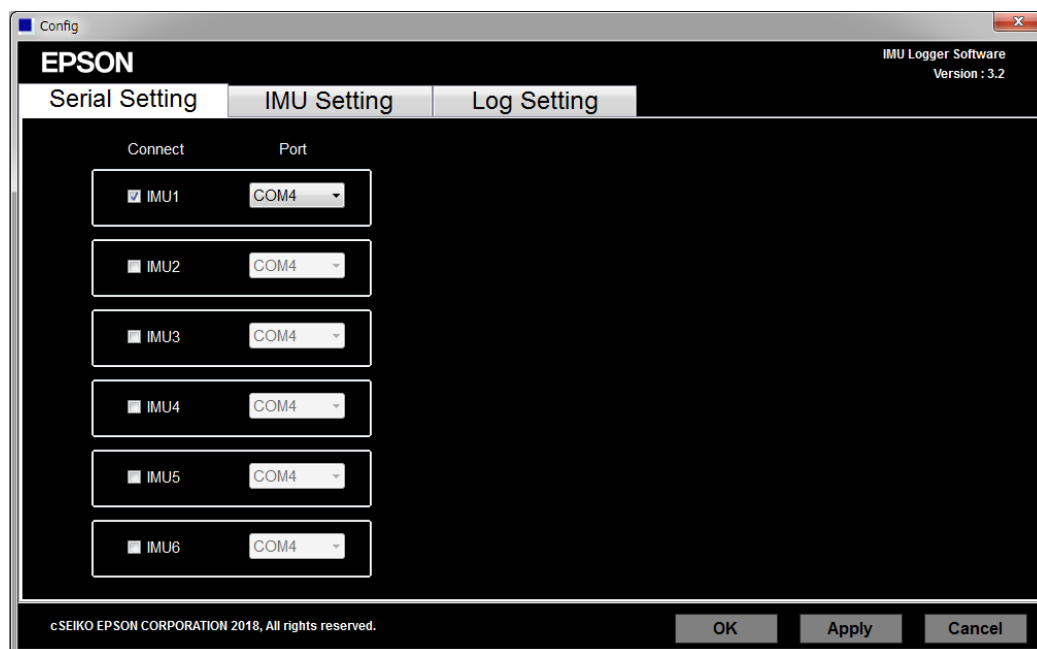 Config
EPSON
IMU Logger Software
Version : 3.2
Serial Setting IMU Setting Log Setting
Connect Port
IMU1 COM4
IMU2 COM4
IMU3 COM4
IMU4 COM4
IMU5 COM4
IMU6 COM4
cSEIKO EPSON CORPORATION 2018, All rights reserved.
OK Apply Cancel